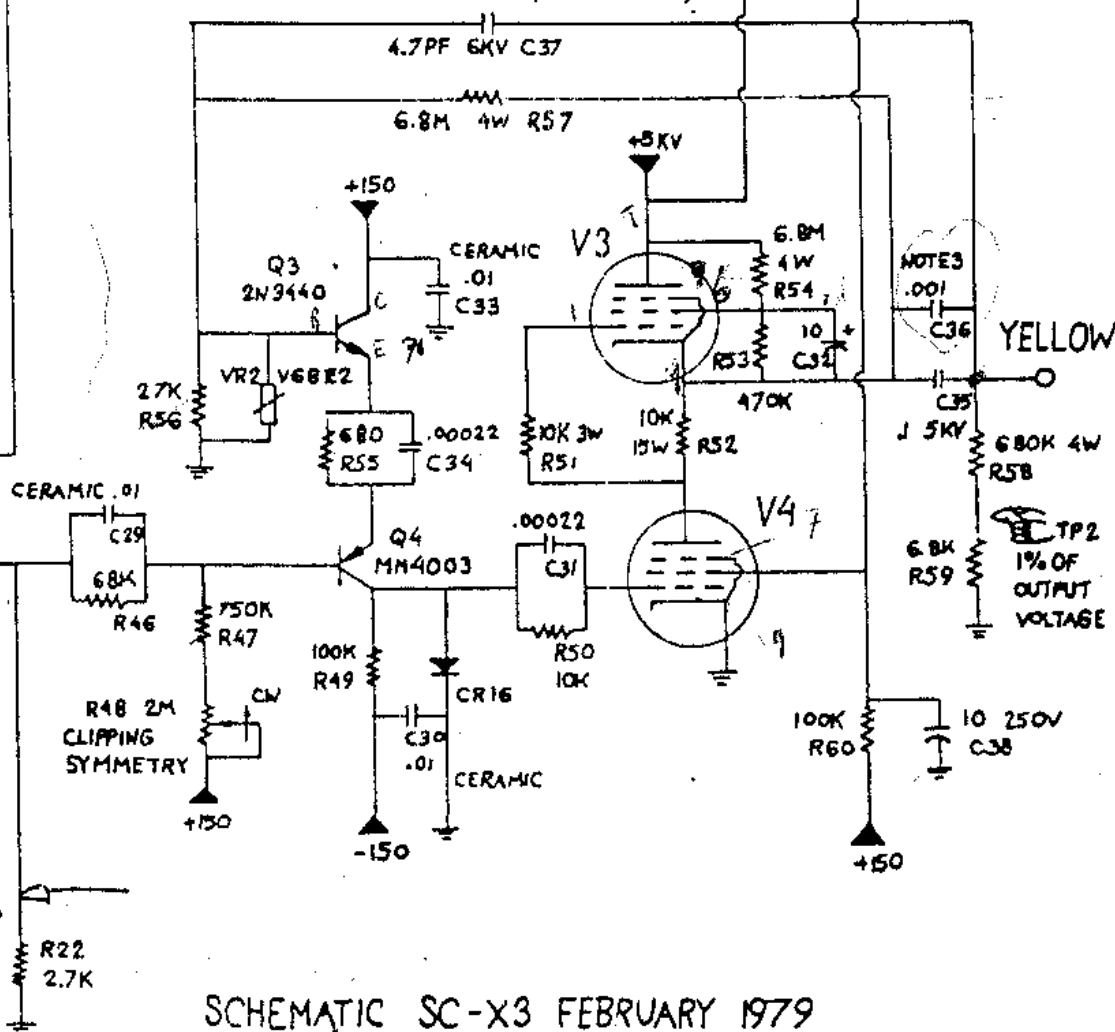 4.7PF 6KV C37
6.8M 4W R57
+5KV
+150
V3
CERAMIC
.01
C33
Q3
2N3440
C
E
6.8M
4W
R54
NOTE3
.001
C36
YELLOW
10 +
C32
R53
470K
C35
.1 5KV
27K
R56
VR2 V68ZE2
680
R55
.00022
C34
10K 3W
R51
10K
15W R52
680K 4W
R58
CERAMIC .01
C29
68K
R46
Q4
MM4003
.00022
C31
R50
10K
V4
7
TP2
1% OF
OUTPUT
VOLTAGE
6.8K
R59
750K
R47
100K
R49
CR16
R48 2M
CLIPPING
SYMMETRY
CW
C30
.01
CERAMIC
100K
R60
10 250V
C38
+150
-150
+150
R22
2.7K
SCHEMATIC SC-X3 FEBRUARY 1979